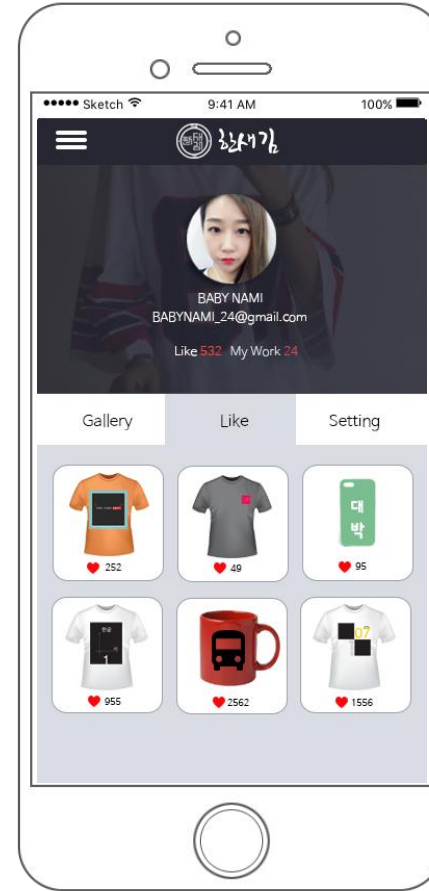 Sketch 9:41 AM 100%
한새김
BABY NAMI
BABYNAMI_24@gmail.com
Like 532 My Work 24
Gallery Like Setting
대
박
252 49 95
한글
1
07
955 2562 1556